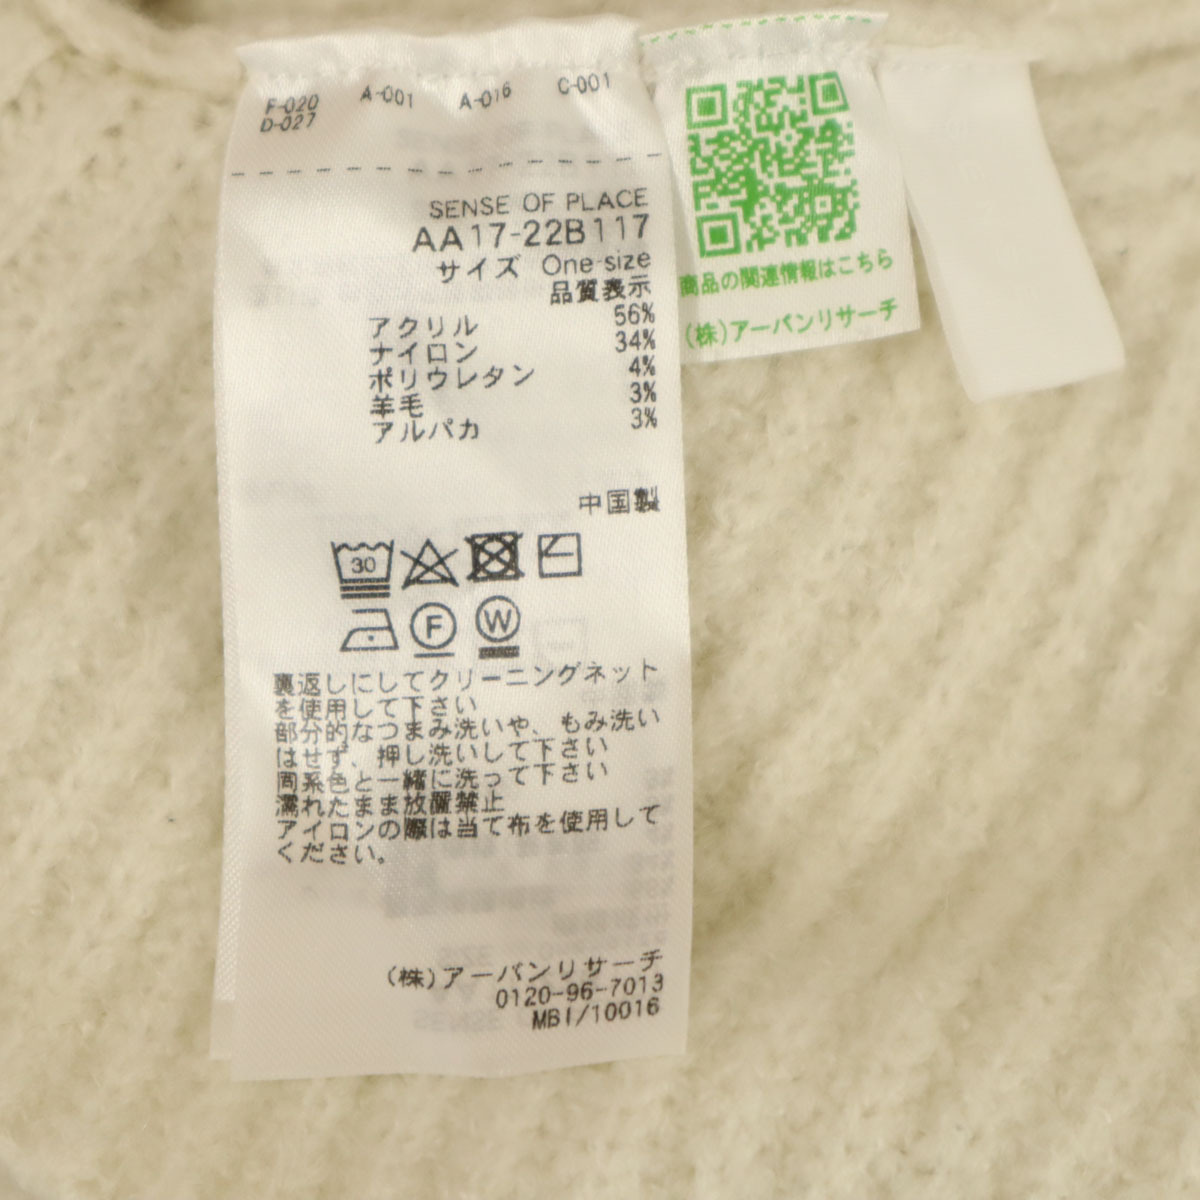 F-020 A-001 A-016 C-001
D-027
SENSE OF PLACE
AA17-22B117
サイズ One-size
品質表示
アクリル 56%
ナイロン 34%
ポリウレタン 4%
羊毛 3%
アルパカ 3%
中国製
30
F W
裏返しにしてクリーニングネット
を使用して下さい
部分的なつまみ洗いや、もみ洗い
はせず、押し洗いして下さい
同系色と一緒に洗って下さい
濡れたまま放置禁止
アイロンの際は当て布を使用して
ください。
(株)アーバンリサーチ
0120-96-7013
MBI/10016
商品の関連情報はこちら
(株)アーバンリサーチ